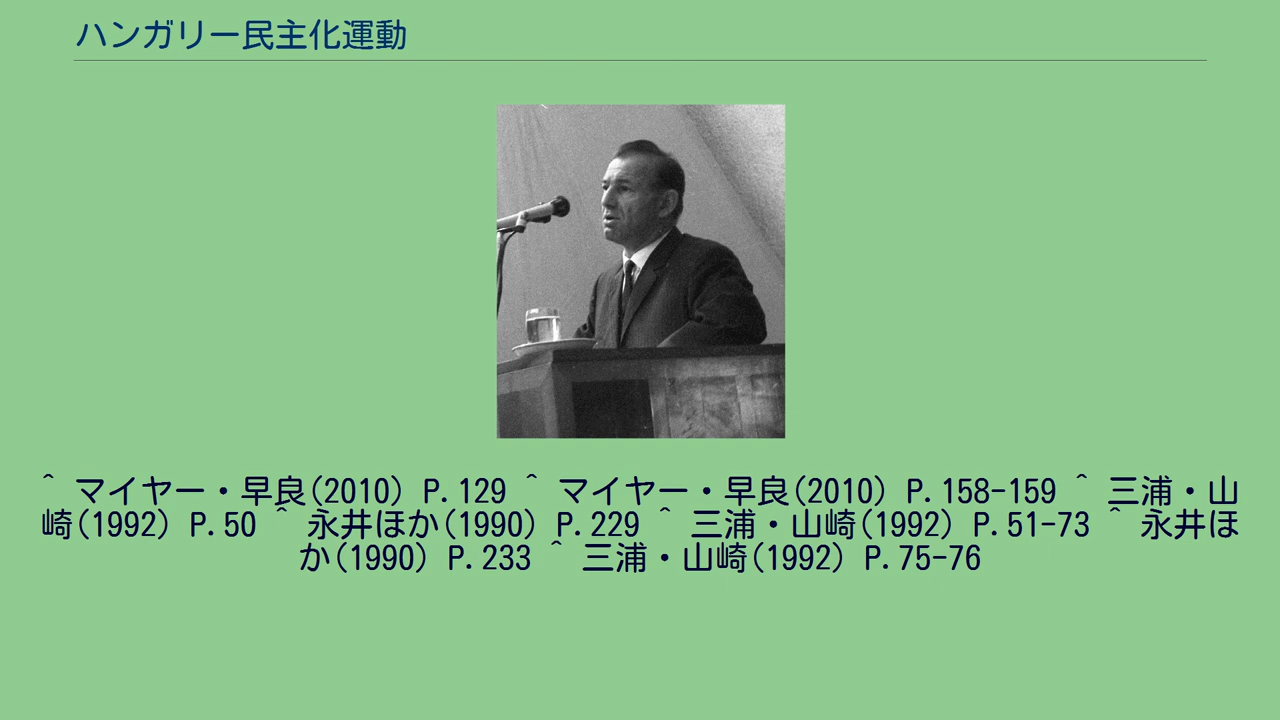 ハンガリー民主化運動
^ マイヤー・早良(2010) P.129 ^ マイヤー・早良(2010) P.158-159 ^ 三浦・山
崎(1992) P.50 ^ 永井ほか(1990) P.229 ^ 三浦・山崎(1992) P.51-73 ^ 永井ほ
か(1990) P.233 ^ 三浦・山崎(1992) P.75-76